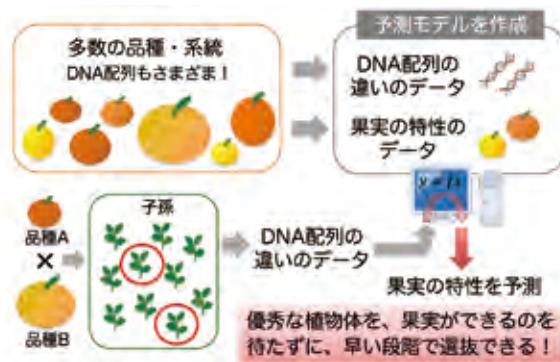 多数の品種・系統
DNA配列もさまざま！
予測モデルを作成
DNA配列の
違いのデータ
果実の特性の
データ
品種A
×
品種B
子孫
DNA配列の
違いのデータ
果実の特性を予測
優秀な植物体を、果実ができるのを
待たずに、早い段階で選抜できる！